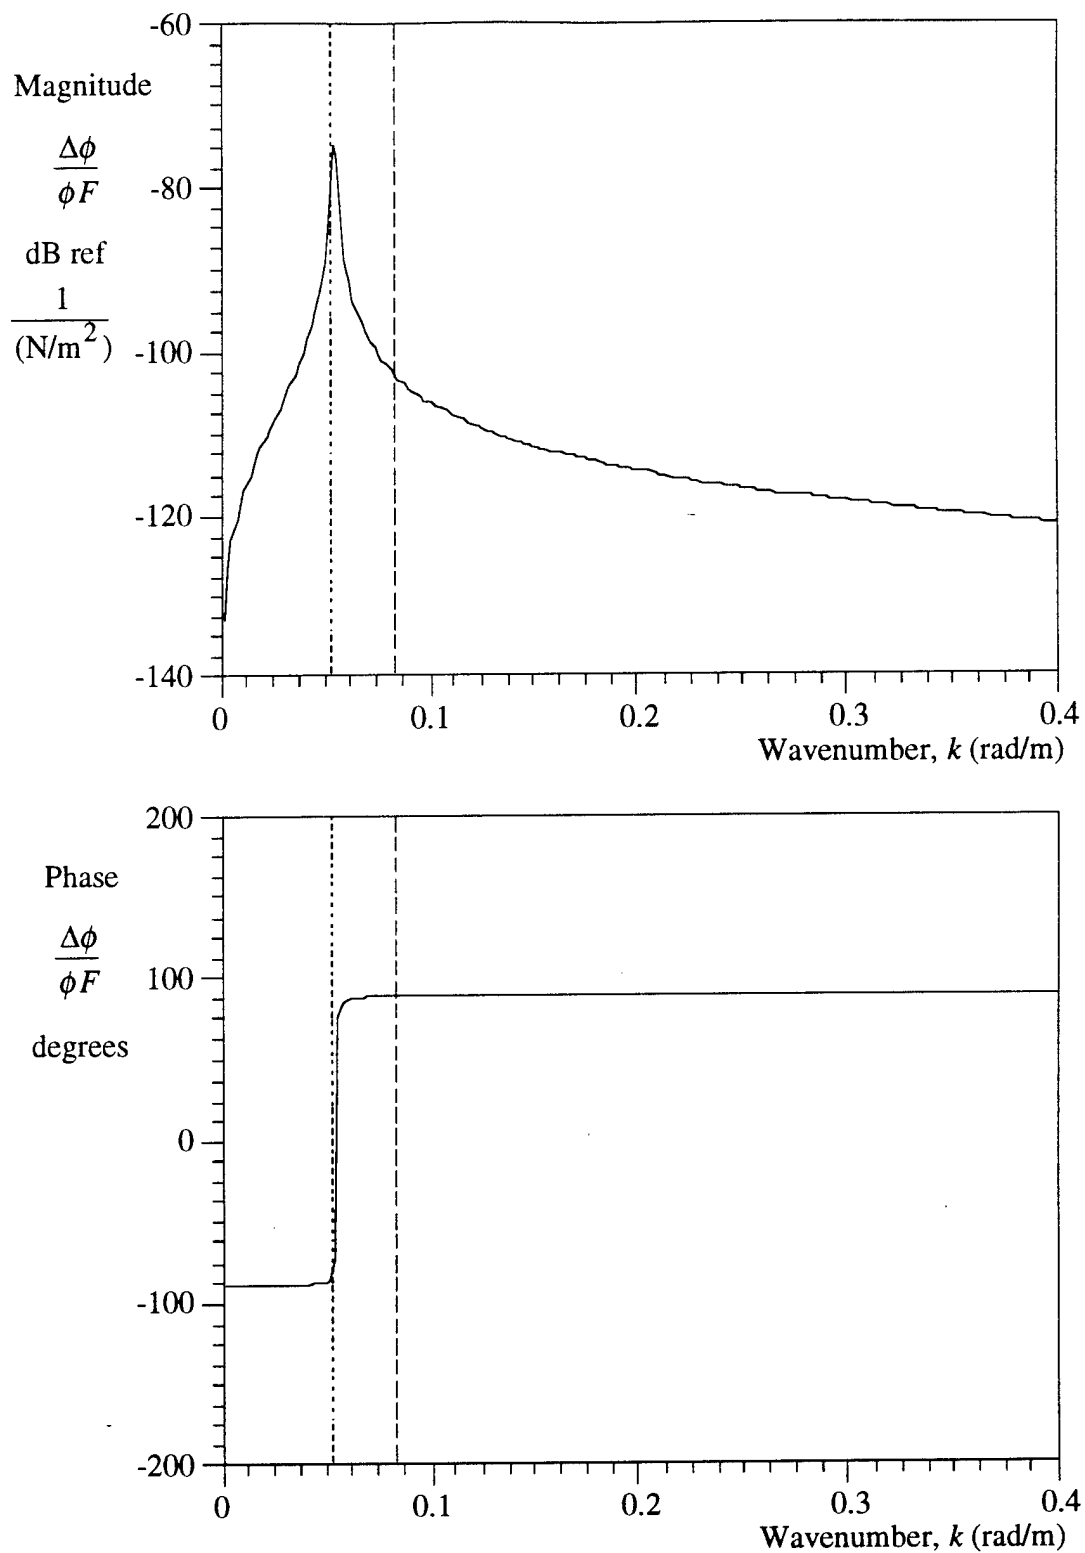 -60
Magnitude
Δϕ
ϕF
-80
dB ref
1
(N/m²)
-100
-120
-140
0 0.1 0.2 0.3 0.4
Wavenumber, k (rad/m)
200
Phase
Δϕ
ϕF
100
degrees
0
-100
-200
0 0.1 0.2 0.3 0.4
Wavenumber, k (rad/m)